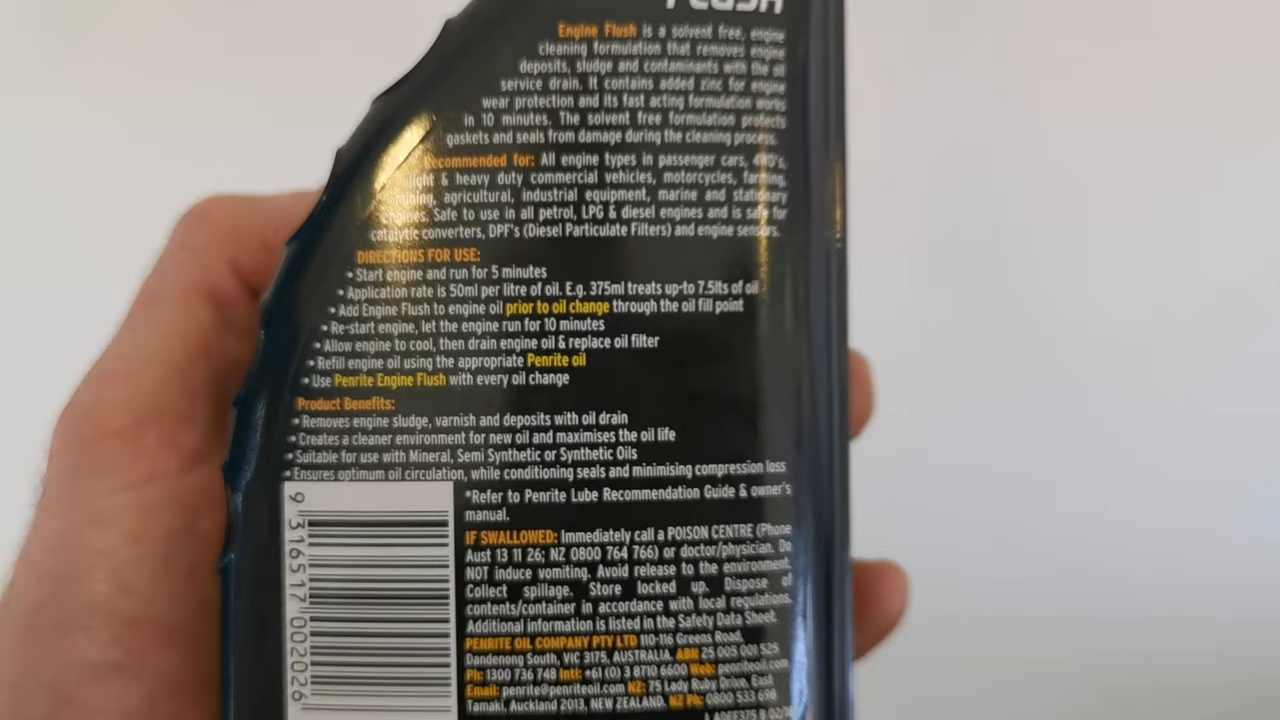 FLUSH
Engine Flush is a solvent free, engine
cleaning formulation that removes engine
deposits, sludge and contaminants with the oil
service drain. It contains added zinc for engine
wear protection and its fast acting formulation works
in 10 minutes. The solvent free formulation protects
gaskets and seals from damage during the cleaning process.
Recommended for: All engine types in passenger cars, 4WD's,
light & heavy duty commercial vehicles, motorcycles, farming,
mining, agricultural, industrial equipment, marine and stationary
engines. Safe to use in all petrol, LPG & diesel engines and is safe for
catalytic converters, DPF's (Diesel Particulate Filters) and engine sensors.
DIRECTIONS FOR USE:
• Start engine and run for 5 minutes
• Application rate is 50ml per litre of oil. E.g. 375ml treats up-to 7.5lts of oil
• Add Engine Flush to engine oil prior to oil change through the oil fill point
• Re-start engine, let the engine run for 10 minutes
• Allow engine to cool, then drain engine oil & replace oil filter
• Refill engine oil using the appropriate Penrite oil
• Use Penrite Engine Flush with every oil change
Product Benefits:
• Removes engine sludge, varnish and deposits with oil drain
• Creates a cleaner environment for new oil and maximises the oil life
• Suitable for use with Mineral, Semi Synthetic or Synthetic Oils
• Ensures optimum oil circulation, while conditioning seals and minimising compression loss
*Refer to Penrite Lube Recommendation Guide & owner's
manual.
IF SWALLOWED: Immediately call a POISON CENTRE (Phone
Aust 13 11 26; NZ 0800 764 766) or doctor/physician. Do
NOT induce vomiting. Avoid release to the environment.
Collect spillage. Store locked up. Dispose of
contents/container in accordance with local regulations.
Additional information is listed in the Safety Data Sheet.
PENRITE OIL COMPANY PTY LTD 110-116 Greens Road,
Dandenong South, VIC 3175, AUSTRALIA. ABN 25 005 001 525
Ph: 1300 736 748 Intl: +61 (0) 3 8710 6600 Web: penriteoil.com
Email: penrite@penriteoil.com NZ: 75 Lady Ruby Drive, East
Tamaki, Auckland 2013, NEW ZEALAND. NZ Ph: 0800 533 698
9 316517 002026